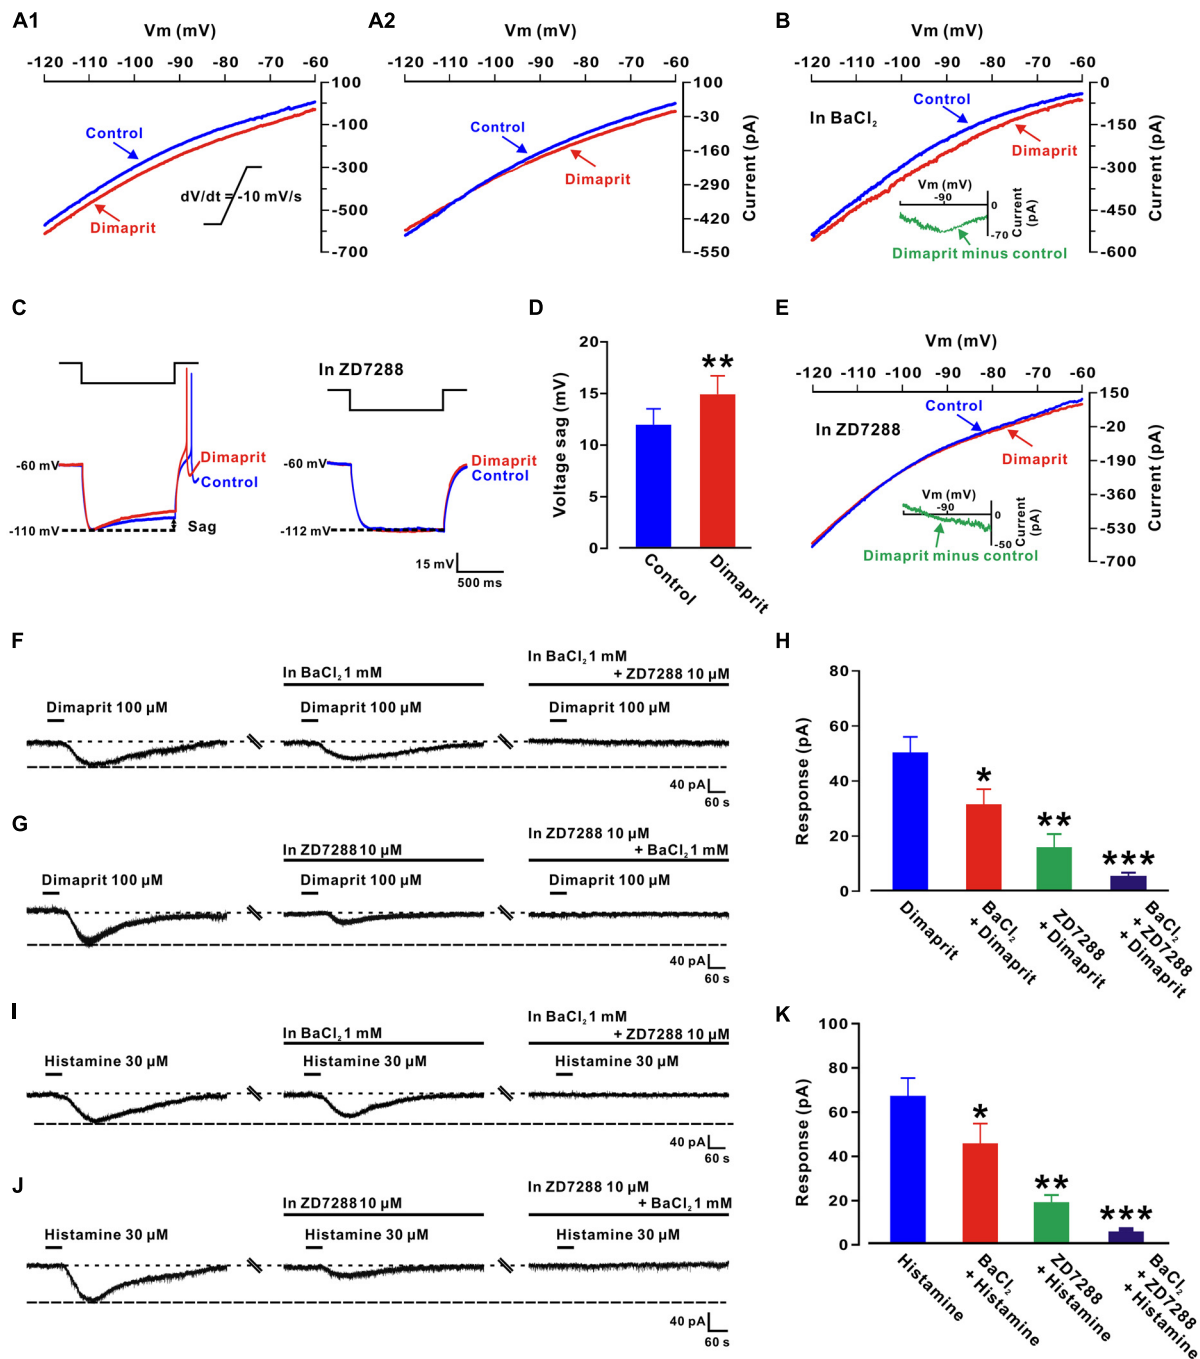 A1
Vm (mV)
-120 -110 -100 -90 -80 -70 -60
100
-100
-300
-500
-700
Control
Dimaprit
dV/dt = -10 mV/s
A2
Vm (mV)
-120 -110 -100 -90 -80 -70 -60
100
-30
-160
-290
-420
-550
Current (pA)
Control
Dimaprit
B
Vm (mV)
-120 -110 -100 -90 -80 -70 -60
0
-150
-300
-450
-600
Current (pA)
In BaCl2
Control
Dimaprit
Vm (mV)
-90
0
-70
Current
(pA)
Dimaprit minus control
C
-60 mV
-110 mV
Dimaprit
Control
Sag
In ZD7288
-60 mV
-112 mV
Dimaprit
Control
15 mV
500 ms
D
Voltage sag (mV)
20
15
10
5
0
**
Control
Dimaprit
E
Vm (mV)
-120 -110 -100 -90 -80 -70 -60
150
-20
-190
-360
-530
-700
Current (pA)
In ZD7288
Control
Dimaprit
Vm (mV)
-90
0
-50
Current
(pA)
Dimaprit minus control
F
In BaCl2 1 mM
In BaCl2 1 mM
+ ZD7288 10 µM
Dimaprit 100 µM
Dimaprit 100 µM
Dimaprit 100 µM
40 pA
60 s
G
In ZD7288 10 µM
In ZD7288 10 µM
+ BaCl2 1 mM
Dimaprit 100 µM
Dimaprit 100 µM
Dimaprit 100 µM
40 pA
60 s
H
Response (pA)
80
60
40
20
0
*
**
***
Dimaprit
BaCl2
+ Dimaprit
ZD7288
+ Dimaprit
BaCl2
+ ZD7288
+ Dimaprit
I
In BaCl2 1 mM
In BaCl2 1 mM
+ ZD7288 10 µM
Histamine 30 µM
Histamine 30 µM
Histamine 30 µM
40 pA
60 s
J
In ZD7288 10 µM
In ZD7288 10 µM
+ BaCl2 1 mM
Histamine 30 µM
Histamine 30 µM
Histamine 30 µM
40 pA
60 s
K
Response (pA)
100
80
60
40
20
0
*
**
***
Histamine
BaCl2
+ Histamine
ZD7288
+ Histamine
BaCl2
+ ZD7288
+ Histamine